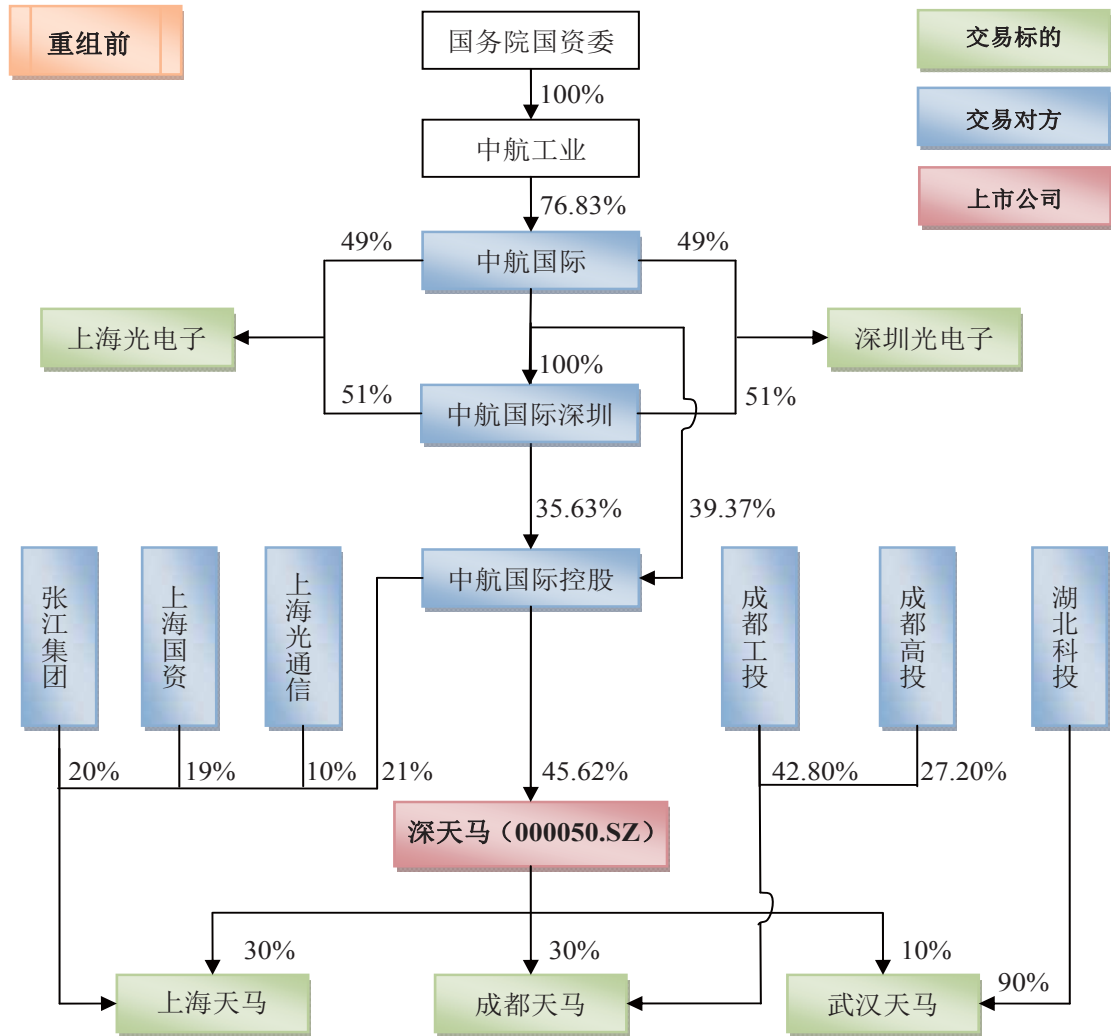 重组前
国务院国资委
交易标的
100%
交易对方
中航工业
76.83%
上市公司
49%
中航国际
49%
上海光电子
深圳光电子
100%
51%
中航国际深圳
51%
35.63%
39.37%
张江集团
上海国资
上海光通信
中航国际控股
成都工投
成都高投
湖北科投
20%
19%
10%
21%
45.62%
42.80%
27.20%
深天马（000050.SZ）
30%
30%
10%
上海天马
成都天马
武汉天马
90%